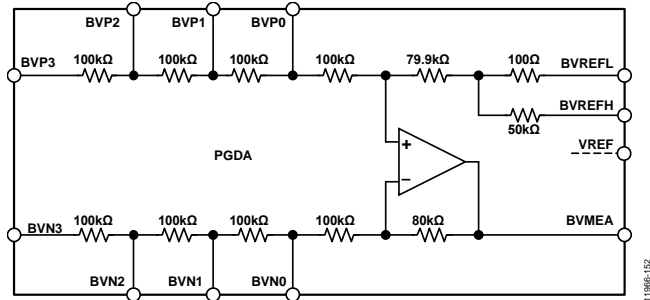 BVP2 BVP1 BVP0
BVP3 100kΩ 100kΩ 100kΩ 100kΩ 79.9kΩ 100Ω BVREFL
BVREFH
50kΩ
VREF
PGDA
+
−
BVN3 100kΩ 100kΩ 100kΩ 100kΩ 80kΩ BVMEA
BVN2 BVN1 BVN0
11966-152